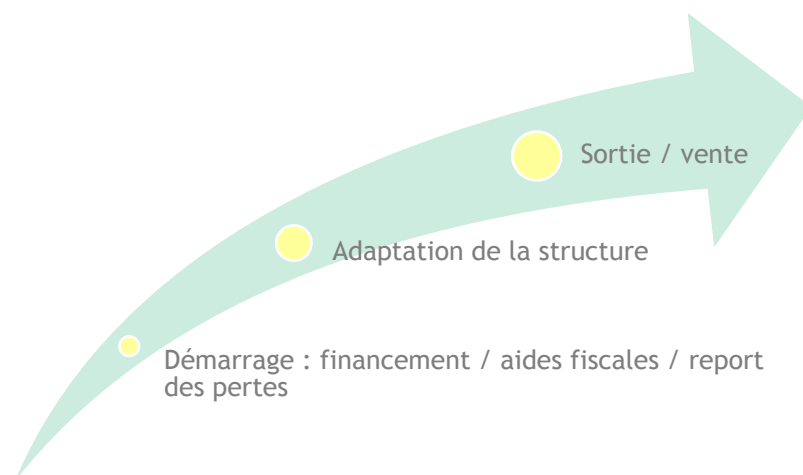 Sortie / vente
Adaptation de la structure
Démarrage : financement / aides fiscales / report
des pertes